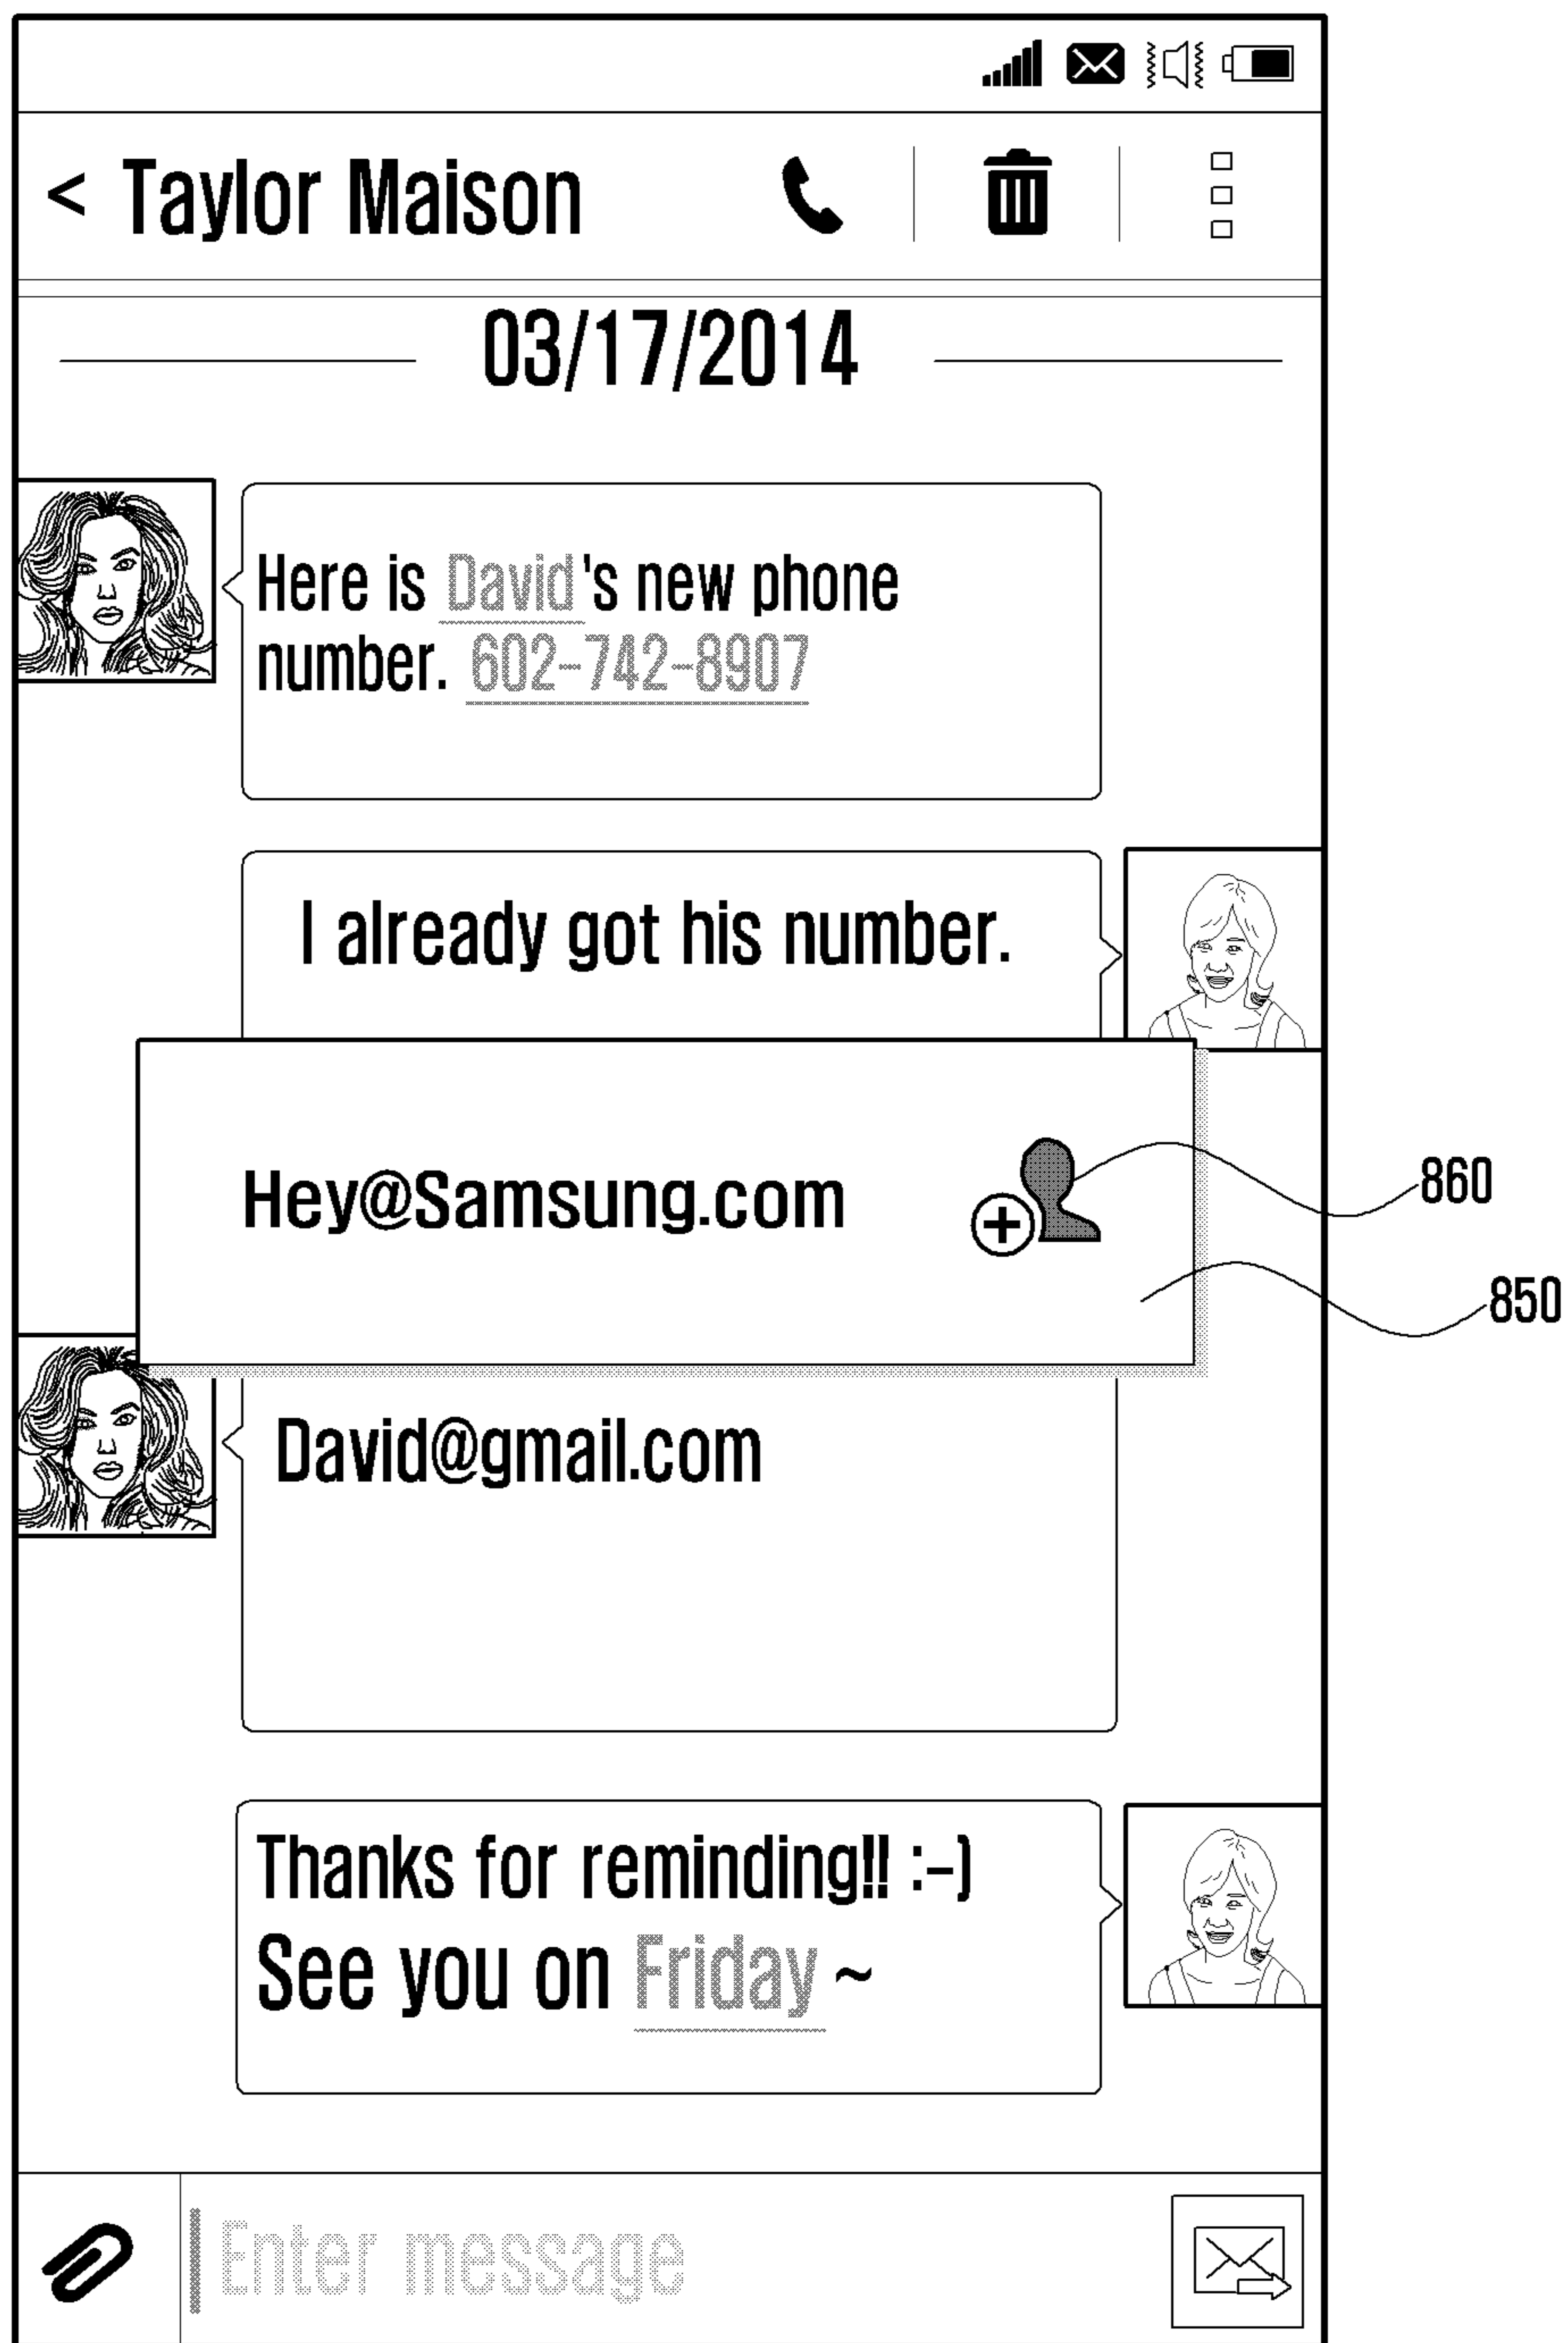 < Taylor Maison
03/17/2014
Here is David's new phone
number. 602-742-8907
I already got his number.
Hey@Samsung.com
860
850
David@gmail.com
Thanks for reminding!! :-)
See you on Friday ~
Enter message